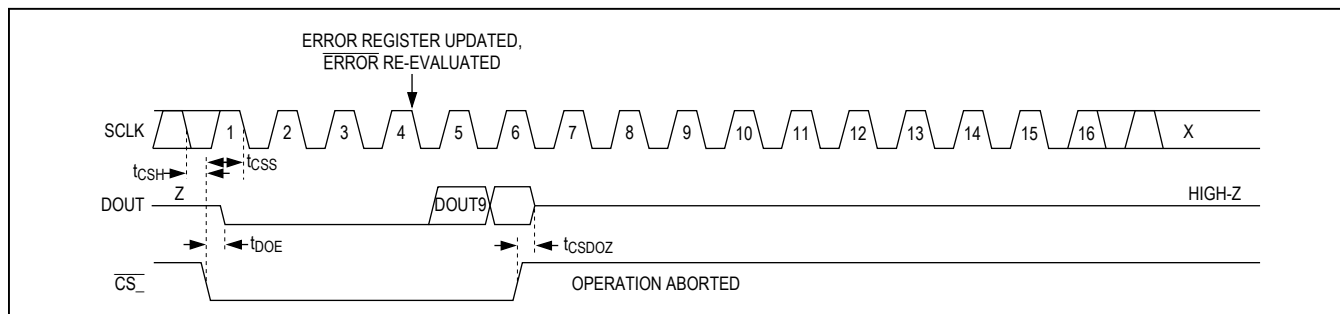 ERROR REGISTER UPDATED,
ERROR RE-EVALUATED
SCLK 1 2 3 4 5 6 7 8 9 10 11 12 13 14 15 16 X
tCSH tCSS
DOUT Z DOUT9 HIGH-Z
tDOE tCSDOZ
CS_ OPERATION ABORTED